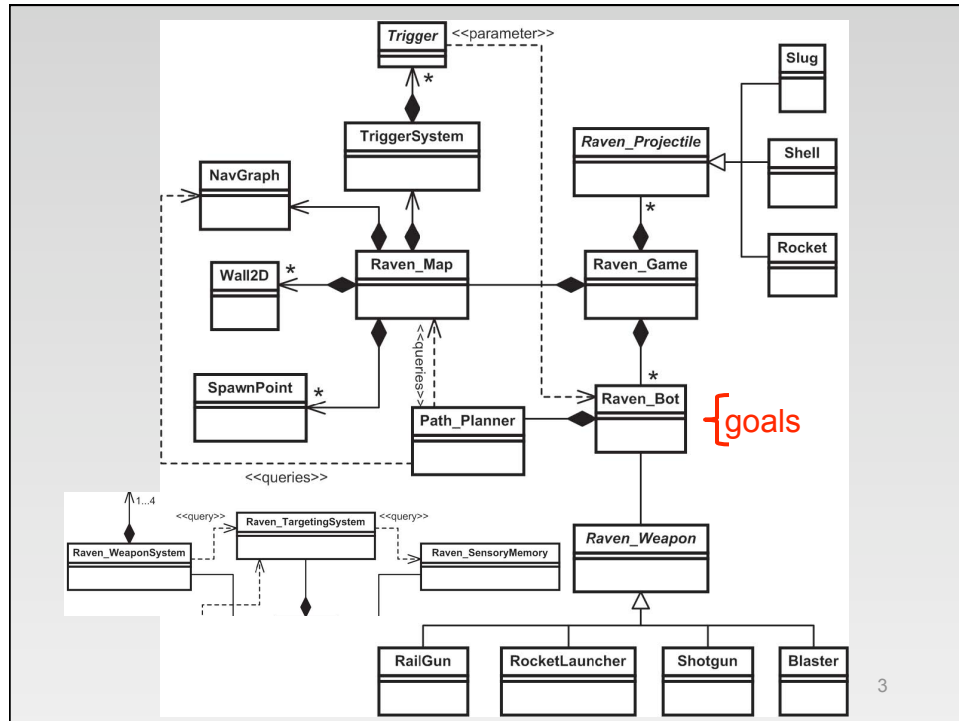 Trigger
<<parameter>>
*
Slug
TriggerSystem
Raven_Projectile
Shell
NavGraph
*
Rocket
Wall2D
*
Raven_Map
Raven_Game
<<queries>>
*
SpawnPoint
*
Raven_Bot
goals
Path_Planner
<<queries>>
1...4
<<query>>
Raven_TargetingSystem
<<query>>
Raven_WeaponSystem
Raven_SensoryMemory
Raven_Weapon
RailGun
RocketLauncher
Shotgun
Blaster
3